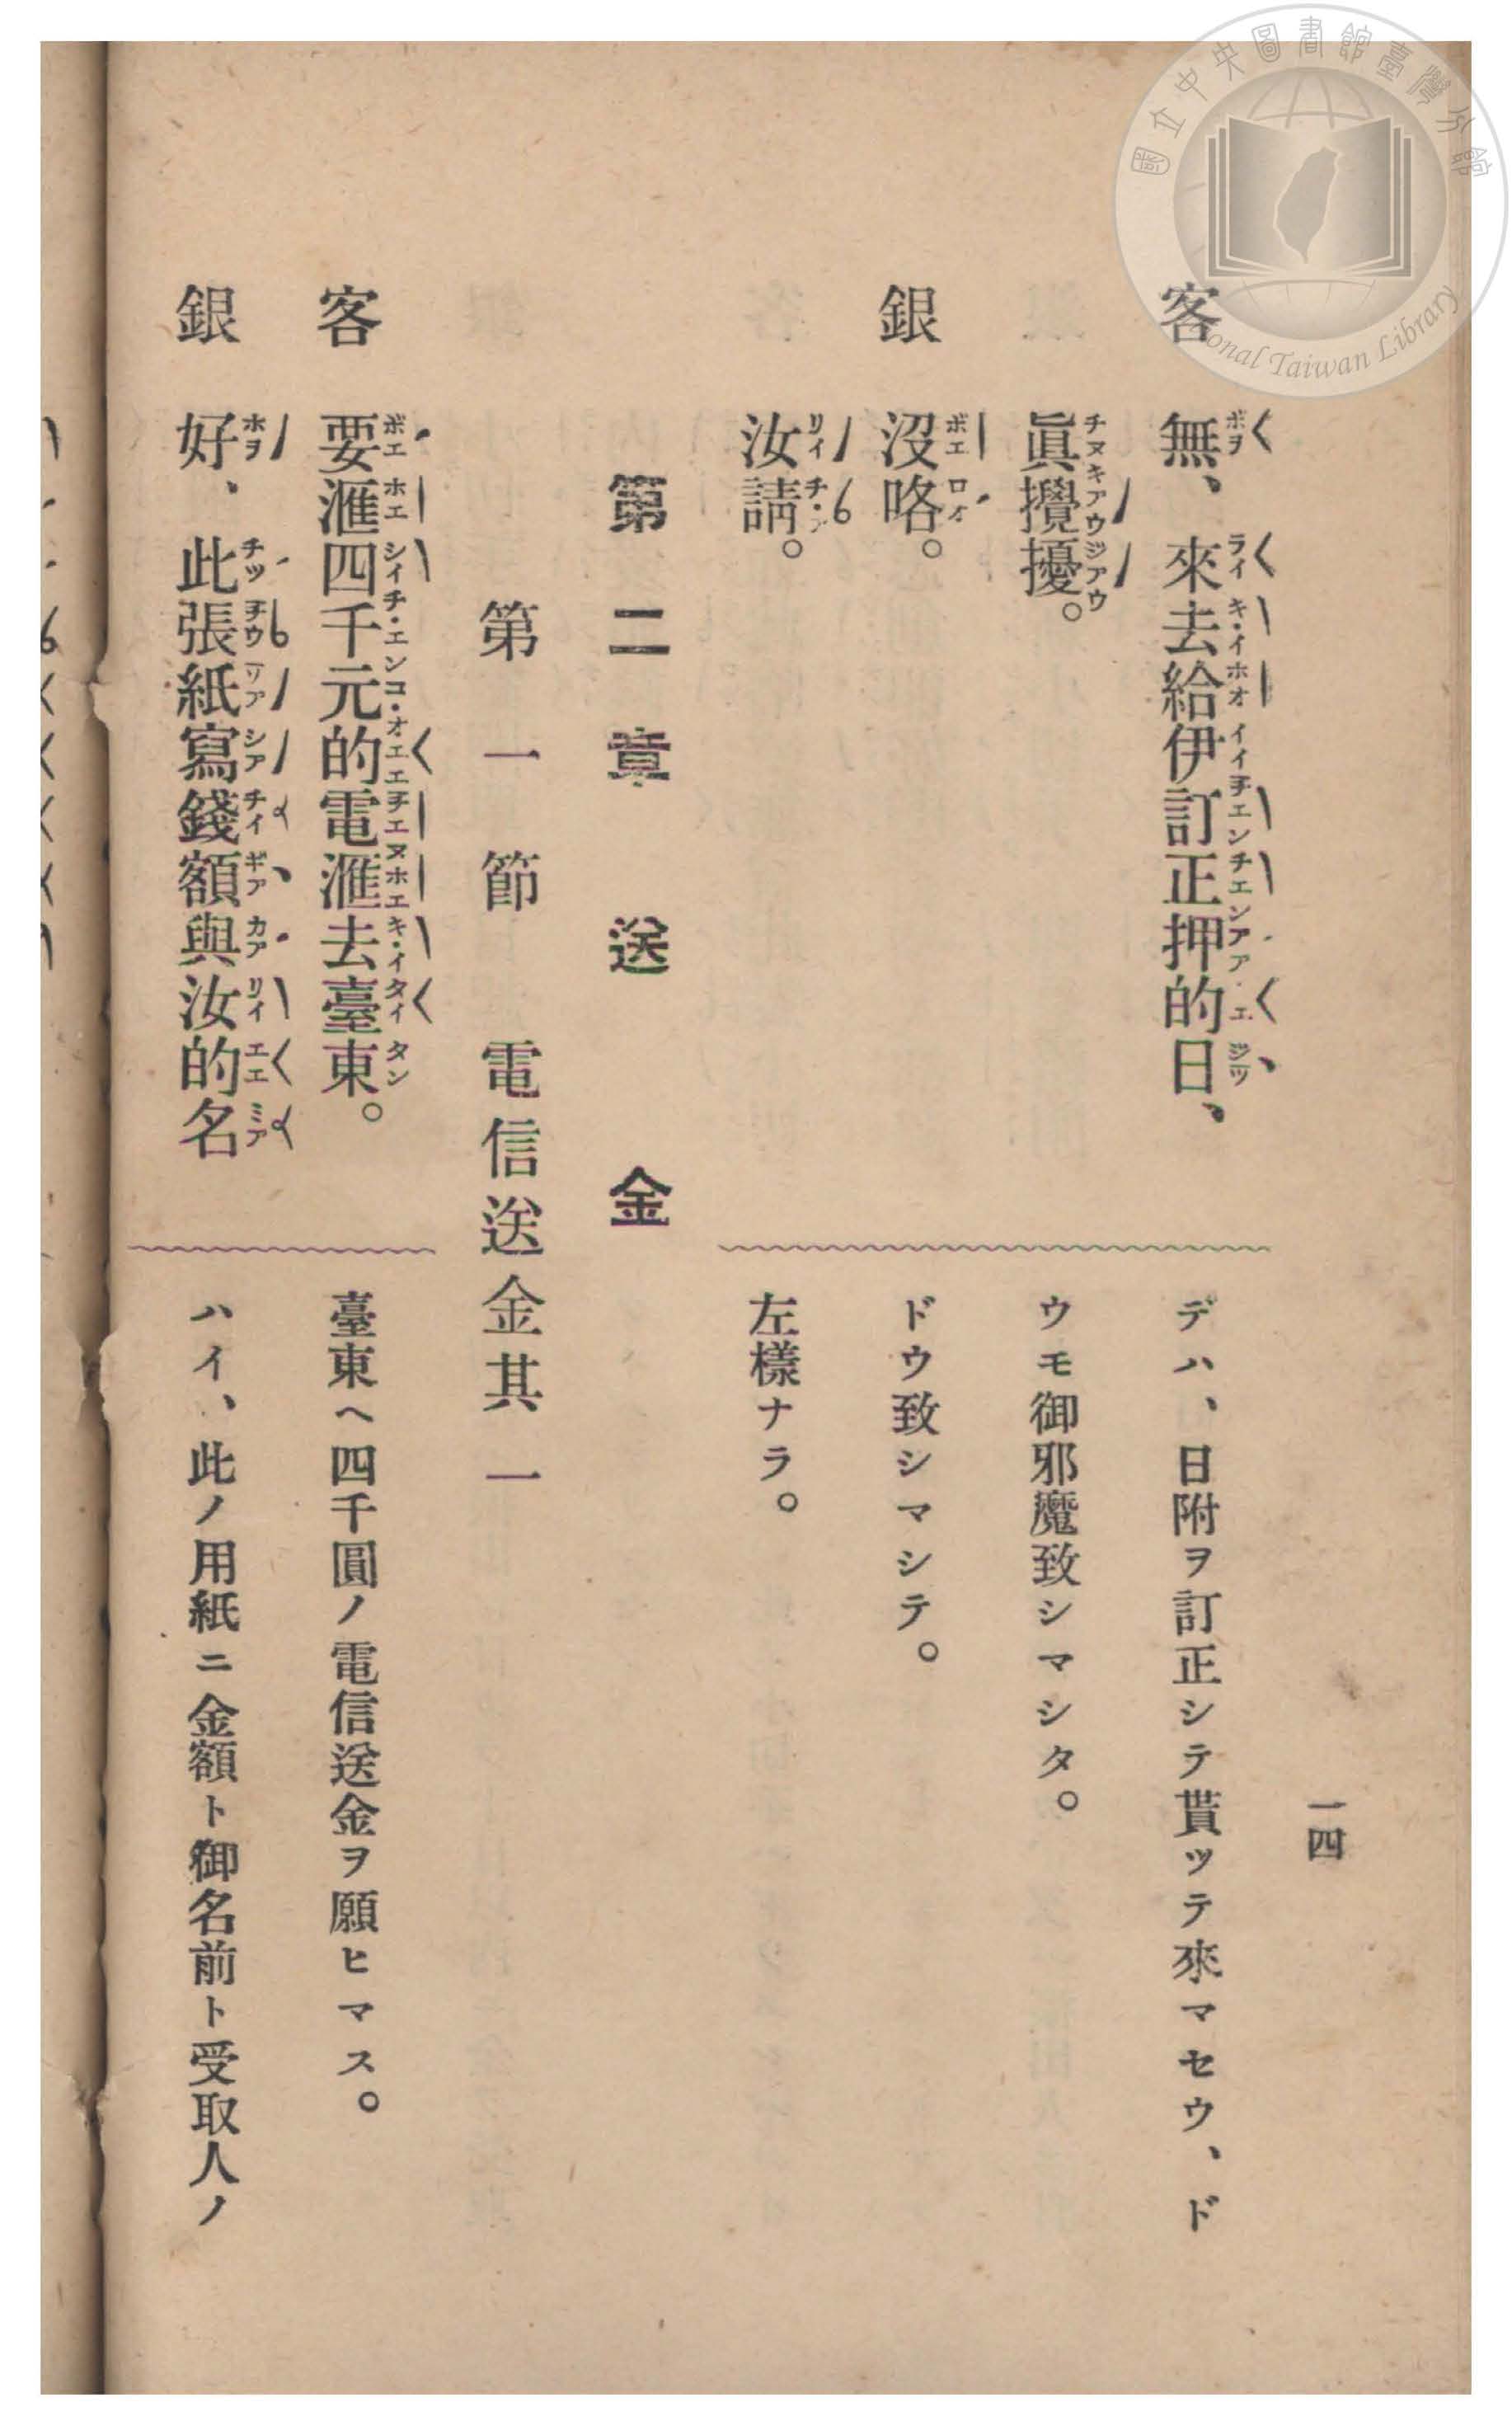 國立中央圖書館臺灣分館
National Taiwan Library
一四
客　無、來去給伊訂正押的日、
デハ、日附ヲ訂正シテ貰ッテ來マセウ、ド
眞攪擾。
ウモ御邪魔致シマシタ。
銀　沒咯。
ドウ致シマシテ。
汝請。
左樣ナラ。
第二章　送金
第一節　電信送金其一
客　要滙四千元的電滙去臺東。
臺東へ四千圓ノ電信送金ヲ願ヒマス。
銀　好、此張紙寫錢額與汝的名
ハイ、此ノ用紙ニ金額ト御名前ト受取人ノ